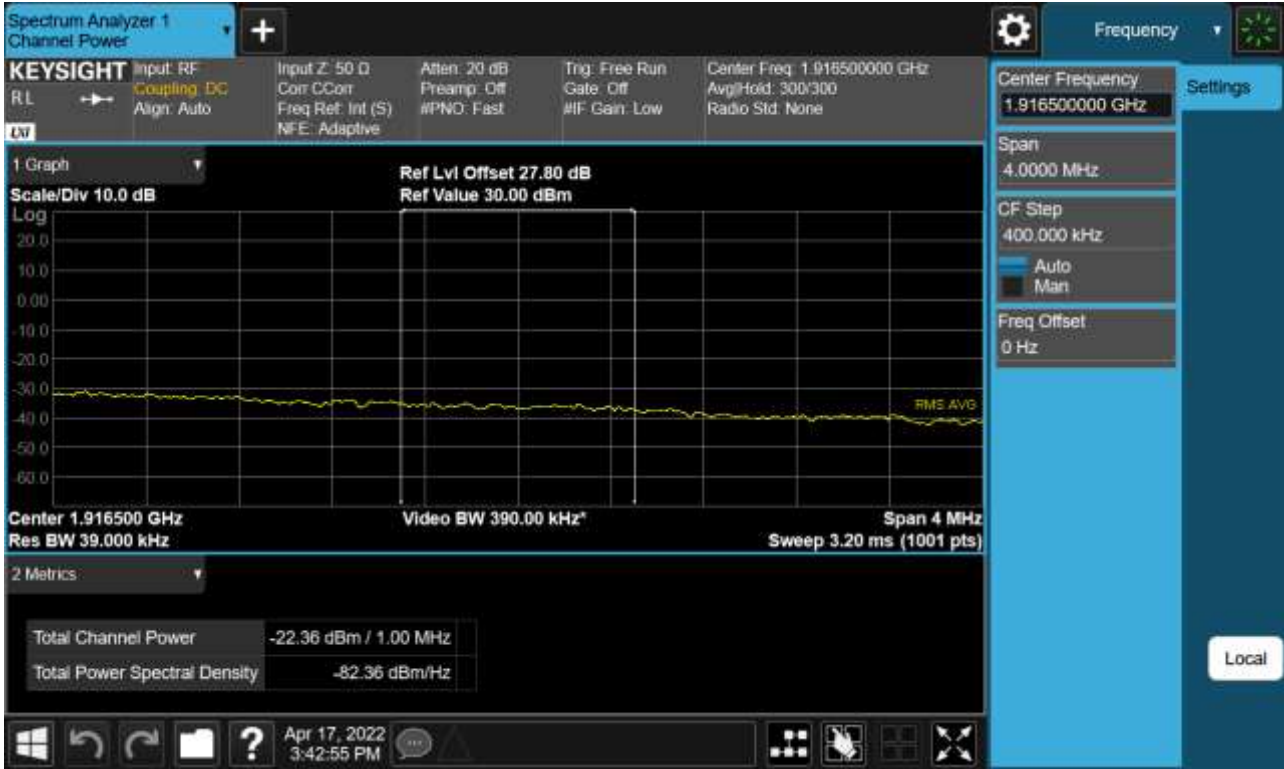 Spectrum Analyzer 1
Channel Power
+
Frequency
KEYSIGHT
RL
LXI
Input: RF
Coupling: DC
Align: Auto
Input Z: 50 Ω
Corr CCorr
Freq Ref: Int (S)
NFE: Adaptive
Atten: 20 dB
Preamp: Off
#PNO: Fast
Trig: Free Run
Gate: Off
#IF Gain: Low
Center Freq: 1.916500000 GHz
Avg|Hold: 300/300
Radio Std: None
1 Graph
Scale/Div 10.0 dB
Ref Lvl Offset 27.80 dB
Ref Value 30.00 dBm
Log
20.0
10.0
0.00
-10.0
-20.0
-30.0
-40.0
-50.0
-60.0
RMS AVG
Center 1.916500 GHz
Res BW 39.000 kHz
Video BW 390.00 kHz*
Span 4 MHz
Sweep 3.20 ms (1001 pts)
2 Metrics
Total Channel Power -22.36 dBm / 1.00 MHz
Total Power Spectral Density -82.36 dBm/Hz
Center Frequency
1.916500000 GHz
Span
4.0000 MHz
CF Step
400.000 kHz
Auto
Man
Freq Offset
0 Hz
Settings
Local
?
Apr 17, 2022
3:42:55 PM